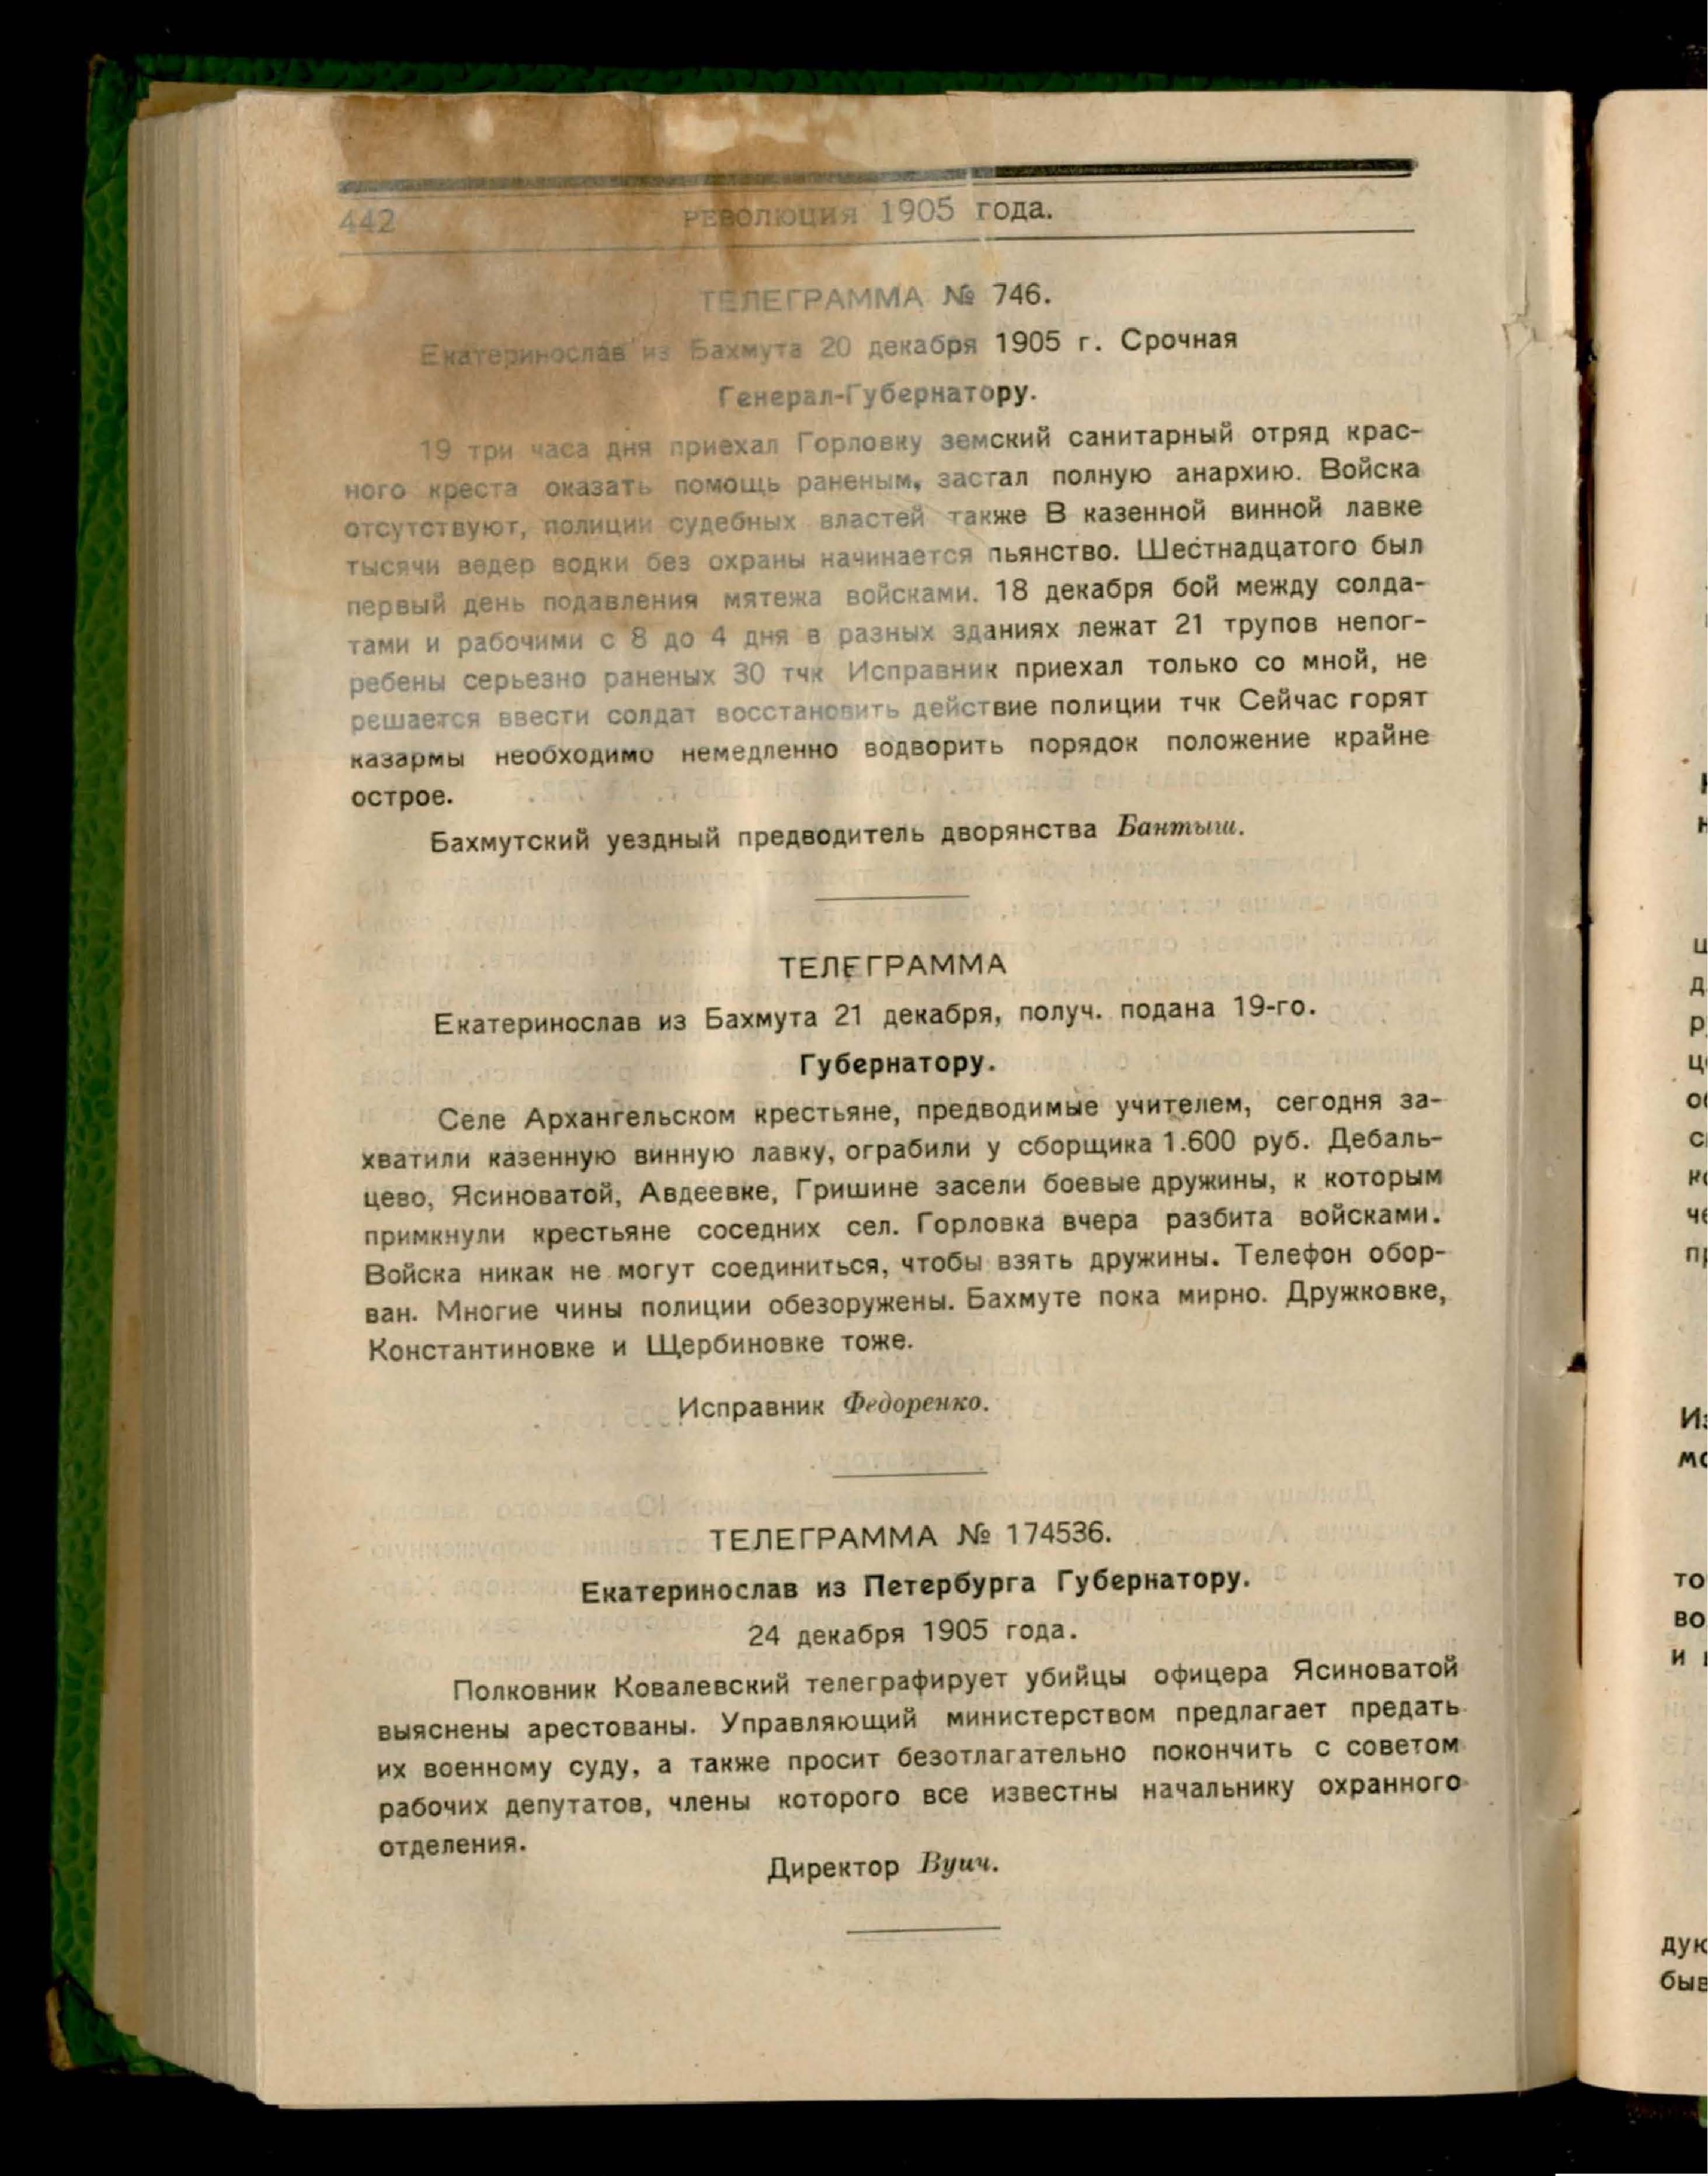 442
РЕВОЛЮЦИЯ 1905 года.
ТЕЛЕГРАММА № 746.
Екатеринослав из Бахмута 20 декабря 1905 г. Срочная
Генерал-Губернатору.
19 три часа дня приехал Горловку земский санитарный отряд крас-
ного креста оказать помощь раненым, застал полную анархию. Войска
отсутствуют, полиции судебных властей также В казенной винной лавке
тысячи ведер водки без охраны начинается пьянство. Шестнадцатого был
первый день подавления мятежа войсками. 18 декабря бой между солда-
тами и рабочими с 8 до 4 дня в разных зданиях лежат 21 трупов непог-
ребены серьезно раненых 30 тчк Исправник приехал только со мной, не
решается ввести солдат восстановить действие полиции тчк Сейчас горят
казармы необходимо немедленно водворить порядок положение крайне
острое.
Бахмутский уездный предводитель дворянства Бантыш.
ТЕЛЕГРАММА
Екатеринослав из Бахмута 21 декабря, получ. подана 19-го.
Губернатору.
Селе Архангельском крестьяне, предводимые учителем, сегодня за-
хватили казенную винную лавку, ограбили у сборщика 1.600 руб. Дебаль-
цево, Ясиноватой, Авдеевке, Гришине засели боевые дружины, к которым
примкнули крестьяне соседних сел. Горловка вчера разбита войсками.
Войска никак не могут соединиться, чтобы взять дружины. Телефон обор-
ван. Многие чины полиции обезоружены. Бахмуте пока мирно. Дружковке,
Константиновке и Щербиновке тоже.
Исправник Федоренко.
ТЕЛЕГРАММА № 174536.
Екатеринослав из Петербурга Губернатору.
24 декабря 1905 года.
Полковник Ковалевский телеграфирует убийцы офицера Ясиноватой
выяснены арестованы. Управляющий министерством предлагает предать
их военному суду, а также просит безотлагательно покончить с советом
рабочих депутатов, члены которого все известны начальнику охранного
отделения.
Директор Вуич.